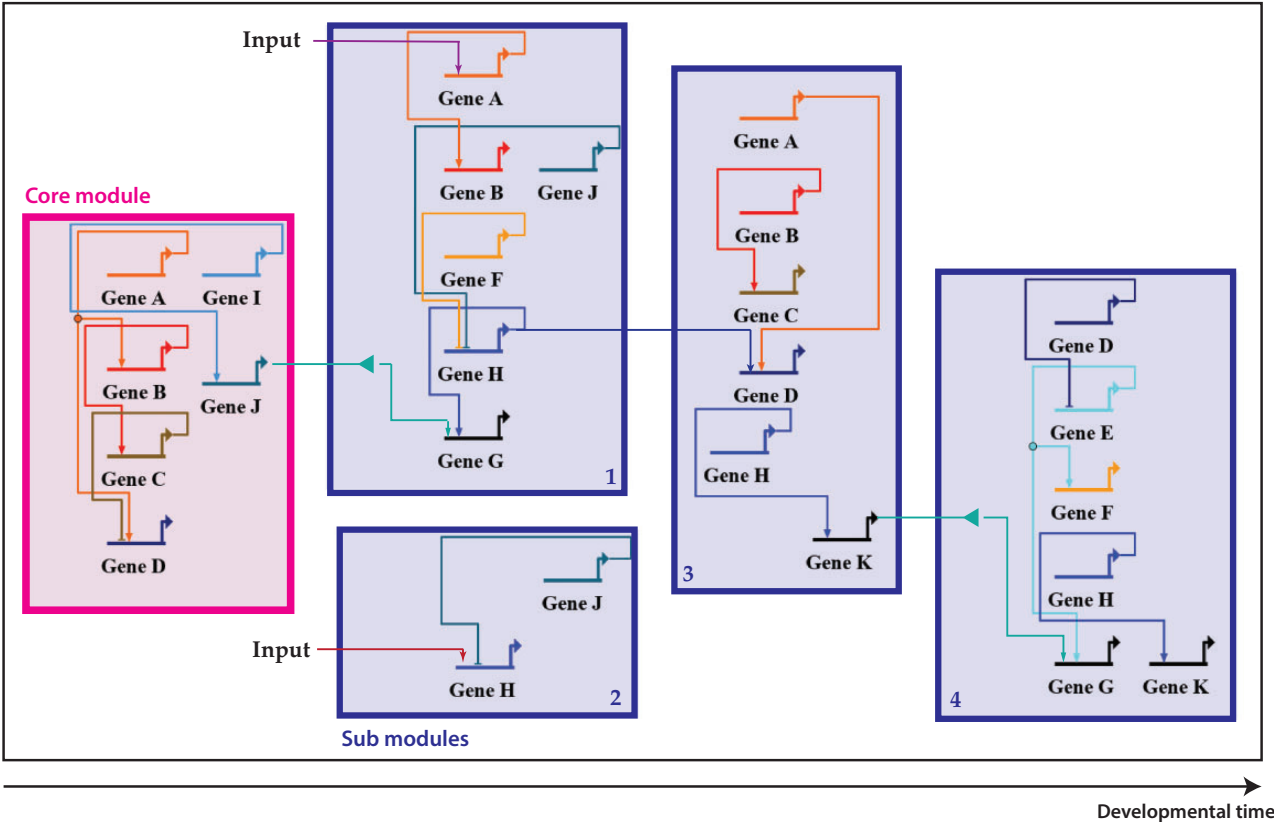 Input
Gene A
Gene B
Gene J
Gene F
Gene H
Gene G
1
Core module
Gene A
Gene I
Gene B
Gene J
Gene C
Gene D
Input
Gene J
Gene H
2
Sub modules
Gene A
Gene B
Gene C
Gene D
Gene H
Gene K
3
Gene D
Gene E
Gene F
Gene H
Gene G
Gene K
4
Developmental time